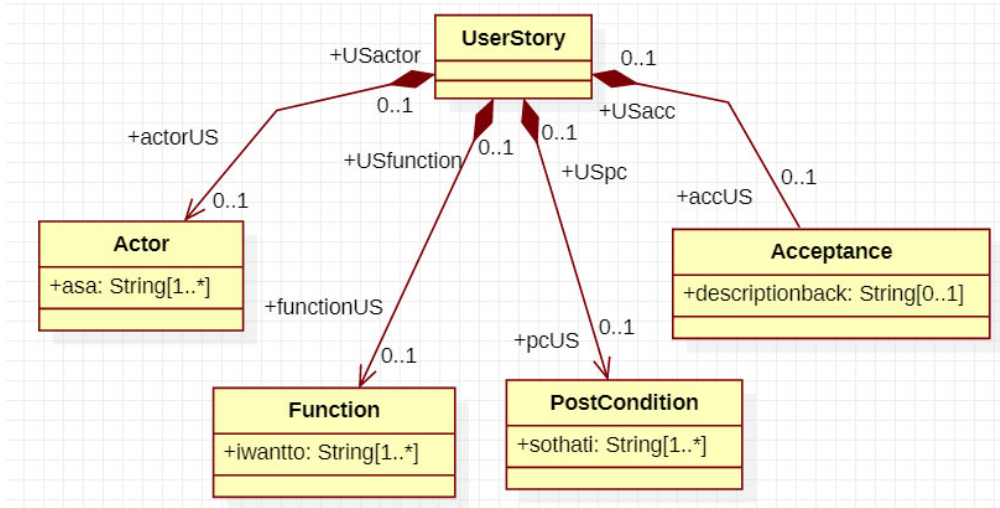 UserStory
+USactor
0..1
+actorUS
0..1
+USfunction
0..1
+functionUS
0..1
0..1
+USpc
+pcUS
0..1
0..1
+USacc
0..1
+accUS
Actor
+asa: String[1..*]
Acceptance
+descriptionback: String[0..1]
Function
+iwantto: String[1..*]
PostCondition
+sothati: String[1..*]